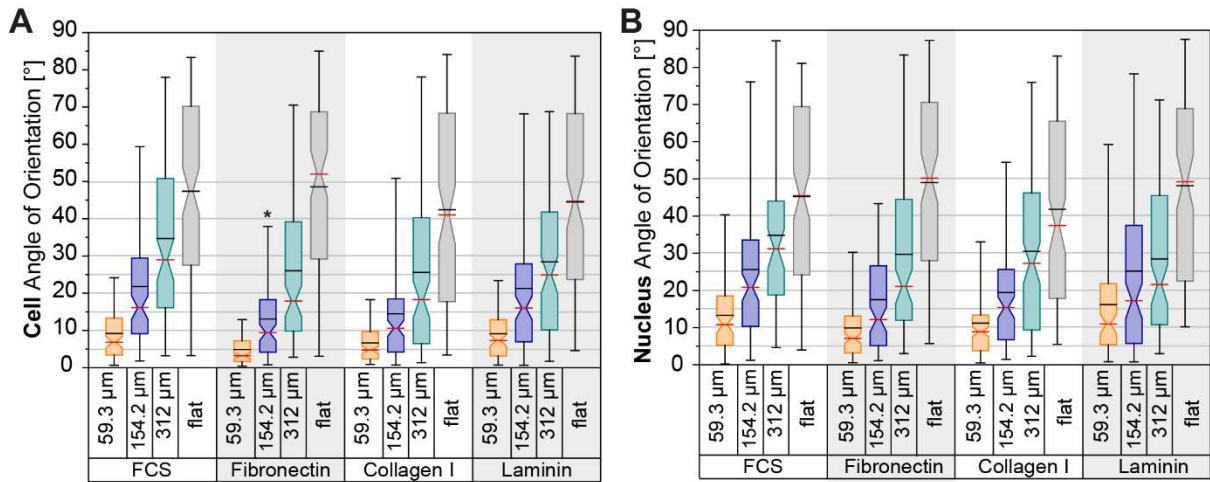 A
Cell Angle of Orientation [°]
90
80
70
60
50
40
30
20
10
0
*
59.3 µm
154.2 µm
312 µm
flat
59.3 µm
154.2 µm
312 µm
flat
59.3 µm
154.2 µm
312 µm
flat
59.3 µm
154.2 µm
312 µm
flat
FCS Fibronectin Collagen I Laminin
B
Nucleus Angle of Orientation [°]
90
80
70
60
50
40
30
20
10
0
59.3 µm
154.2 µm
312 µm
flat
59.3 µm
154.2 µm
312 µm
flat
59.3 µm
154.2 µm
312 µm
flat
59.3 µm
154.2 µm
312 µm
flat
FCS Fibronectin Collagen I Laminin